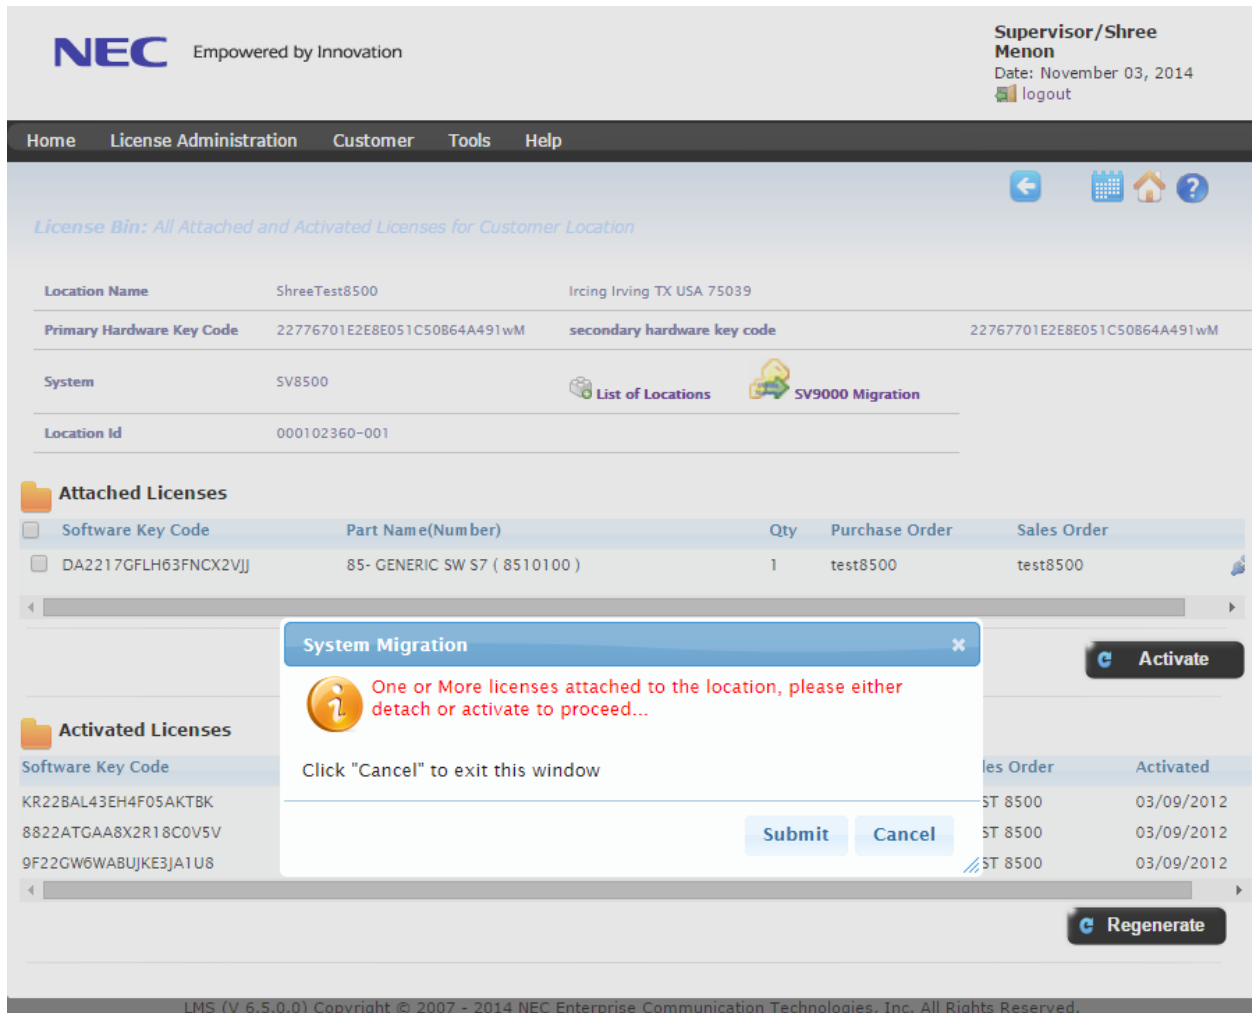 NEC Empowered by Innovation
Supervisor/Shree
Menon
Date: November 03, 2014
logout
Home License Administration Customer Tools Help
License Bin: All Attached and Activated Licenses for Customer Location
Location Name ShreeTest8500 Ircing Irving TX USA 75039
Primary Hardware Key Code 22776701E2E8E051C50B64A491wM secondary hardware key code 22767701E2E8E051C50B64A491wM
System SV8500 List of Locations SV9000 Migration
Location Id 000102360-001
Attached Licenses
Software Key Code Part Name(Number) Qty Purchase Order Sales Order
DA2217GFLH63FNCX2VJJ 85- GENERIC SW S7 ( 8510100 ) 1 test8500 test8500
Activate
System Migration
One or More licenses attached to the location, please either
detach or activate to proceed...
Click "Cancel" to exit this window
Submit Cancel
Activated Licenses
Software Key Code les Order Activated
KR22BAL43EH4F05AKTBK ST 8500 03/09/2012
8822ATGAA8X2R18C0V5V ST 8500 03/09/2012
9F22GW6WABUJKE3JA1U8 ST 8500 03/09/2012
Regenerate
LMS (V 6.5.0.0) Copyright © 2007 - 2014 NEC Enterprise Communication Technologies, Inc. All Rights Reserved.